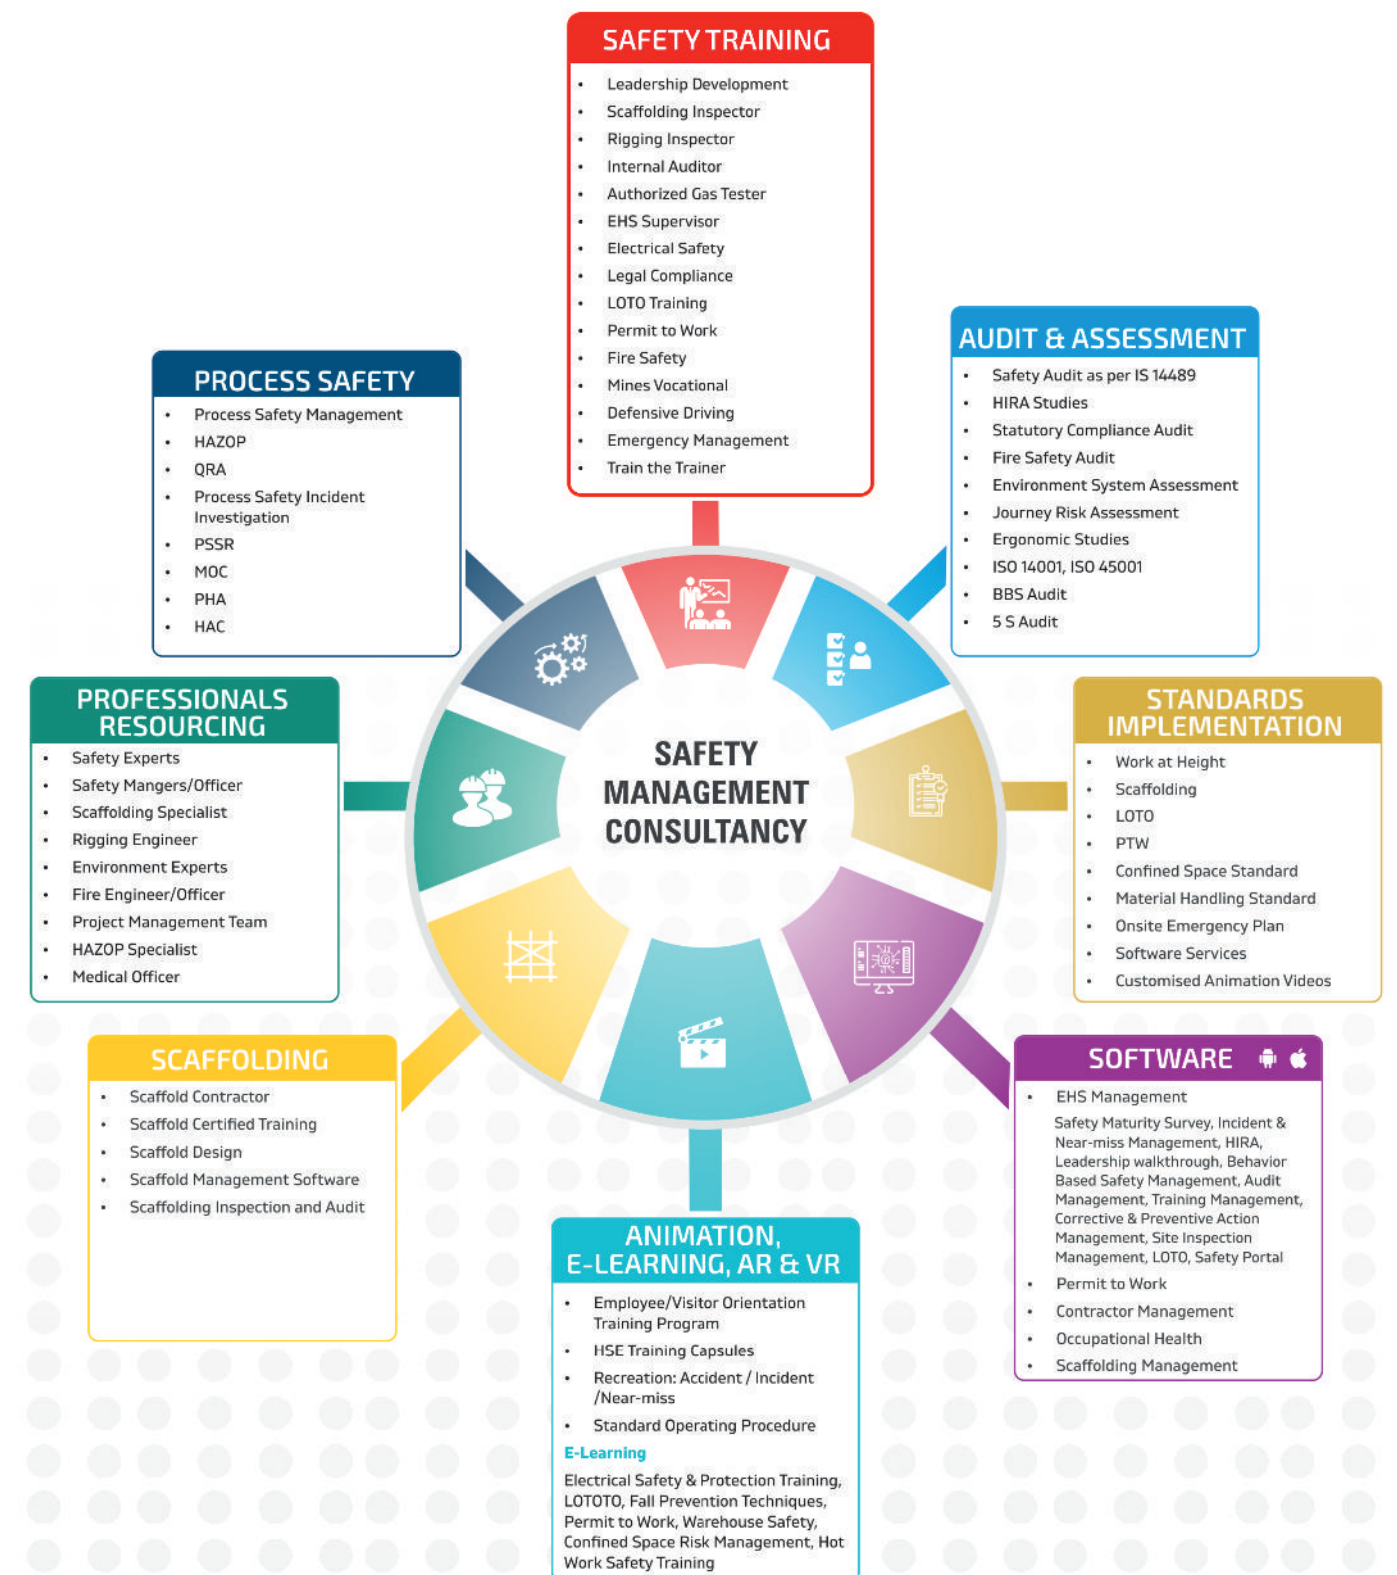 SAFETY TRAINING
• Leadership Development
• Scaffolding Inspector
• Rigging Inspector
• Internal Auditor
• Authorized Gas Tester
• EHS Supervisor
• Electrical Safety
• Legal Compliance
• LOTO Training
• Permit to Work
• Fire Safety
• Mines Vocational
• Defensive Driving
• Emergency Management
• Train the Trainer
AUDIT & ASSESSMENT
• Safety Audit as per IS 14489
• HIRA Studies
• Statutory Compliance Audit
• Fire Safety Audit
• Environment System Assessment
• Journey Risk Assessment
• Ergonomic Studies
• ISO 14001, ISO 45001
• BBS Audit
• 5 S Audit
PROCESS SAFETY
• Process Safety Management
• HAZOP
• QRA
• Process Safety Incident
Investigation
• PSSR
• MOC
• PHA
• HAC
PROFESSIONALS
RESOURCING
• Safety Experts
• Safety Mangers/Officer
• Scaffolding Specialist
• Rigging Engineer
• Environment Experts
• Fire Engineer/Officer
• Project Management Team
• HAZOP Specialist
• Medical Officer
SAFETY
MANAGEMENT
CONSULTANCY
STANDARDS
IMPLEMENTATION
• Work at Height
• Scaffolding
• LOTO
• PTW
• Confined Space Standard
• Material Handling Standard
• Onsite Emergency Plan
• Software Services
• Customised Animation Videos
SCAFFOLDING
• Scaffold Contractor
• Scaffold Certified Training
• Scaffold Design
• Scaffold Management Software
• Scaffolding Inspection and Audit
SOFTWARE
• EHS Management
Safety Maturity Survey, Incident &
Near-miss Management, HIRA,
Leadership walkthrough, Behavior
Based Safety Management, Audit
Management, Training Management,
Corrective & Preventive Action
Management, Site Inspection
Management, LOTO, Safety Portal
• Permit to Work
• Contractor Management
• Occupational Health
• Scaffolding Management
ANIMATION,
E-LEARNING, AR & VR
• Employee/Visitor Orientation
Training Program
• HSE Training Capsules
• Recreation: Accident / Incident
/Near-miss
• Standard Operating Procedure
E-Learning
Electrical Safety & Protection Training,
LOTOTO, Fall Prevention Techniques,
Permit to Work, Warehouse Safety,
Confined Space Risk Management, Hot
Work Safety Training